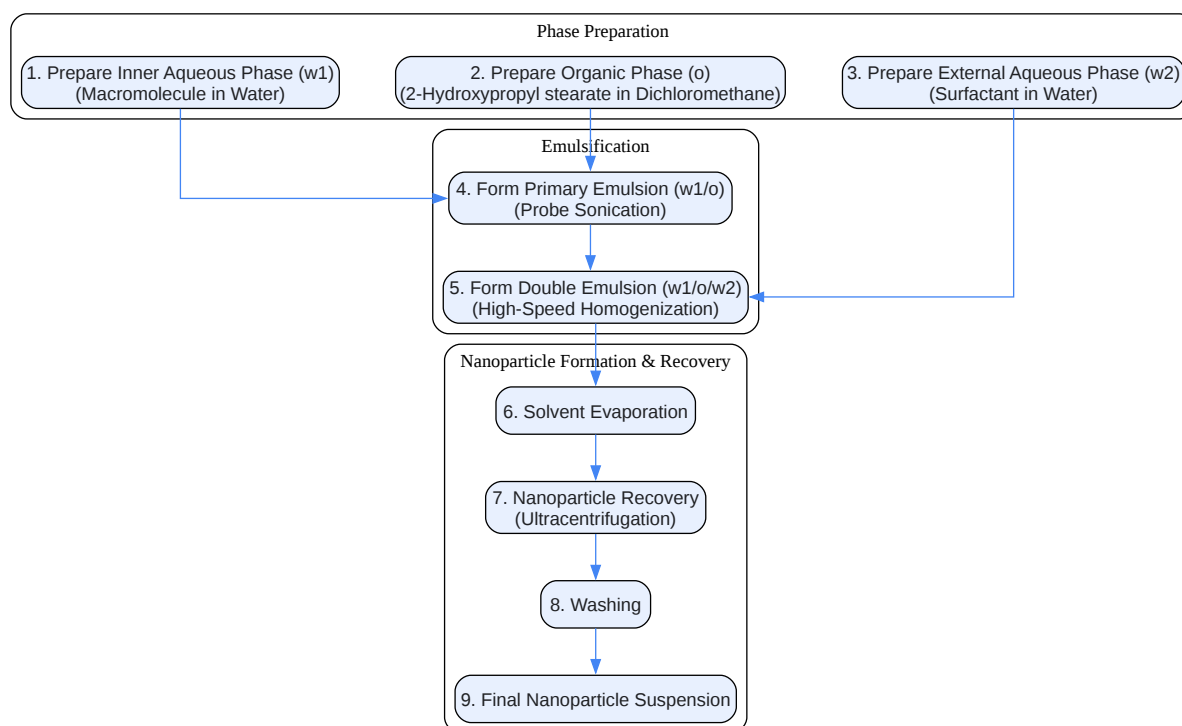 Phase Preparation
1. Prepare Inner Aqueous Phase (w1)
(Macromolecule in Water)
2. Prepare Organic Phase (o)
(2-Hydroxypropyl stearate in Dichloromethane)
3. Prepare External Aqueous Phase (w2)
(Surfactant in Water)
Emulsification
4. Form Primary Emulsion (w1/o)
(Probe Sonication)
5. Form Double Emulsion (w1/o/w2)
(High-Speed Homogenization)
Nanoparticle Formation & Recovery
6. Solvent Evaporation
7. Nanoparticle Recovery
(Ultracentrifugation)
8. Washing
9. Final Nanoparticle Suspension